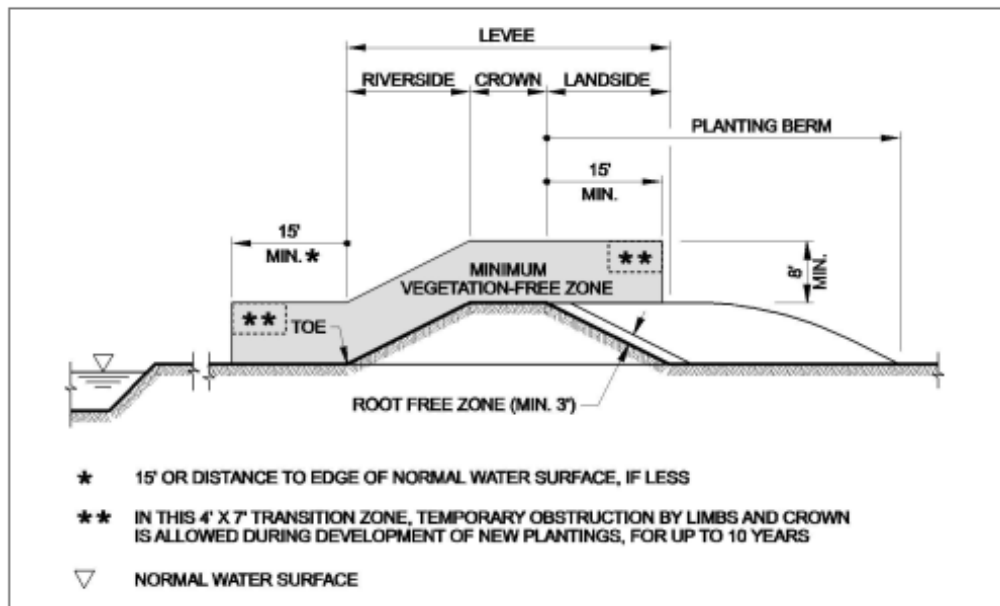 LEVEE
RIVERSIDE
CROWN
LANDSIDE
PLANTING BERM
15'
MIN.
15'
MIN. *
8'
MIN.
MINIMUM
VEGETATION-FREE ZONE
**
**
TOE
ROOT FREE ZONE (MIN. 3')
* 15' OR DISTANCE TO EDGE OF NORMAL WATER SURFACE, IF LESS
** IN THIS 4' X 7' TRANSITION ZONE, TEMPORARY OBSTRUCTION BY LIMBS AND CROWN
IS ALLOWED DURING DEVELOPMENT OF NEW PLANTINGS, FOR UP TO 10 YEARS
NORMAL WATER SURFACE